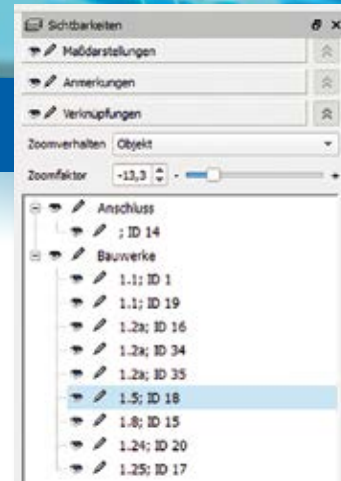 Sichtbarkeiten
Maßdarstellungen
Anmerkungen
Verknüpfungen
Zoomverhalten Objekt
Zoomfaktor -13,3 - +
Anschluss
; ID 14
Bauwerke
1.1; ID 1
1.1; ID 19
1.2a; ID 16
1.2a; ID 34
1.2a; ID 35
1.5; ID 18
1.8; ID 15
1.24; ID 20
1.25; ID 17